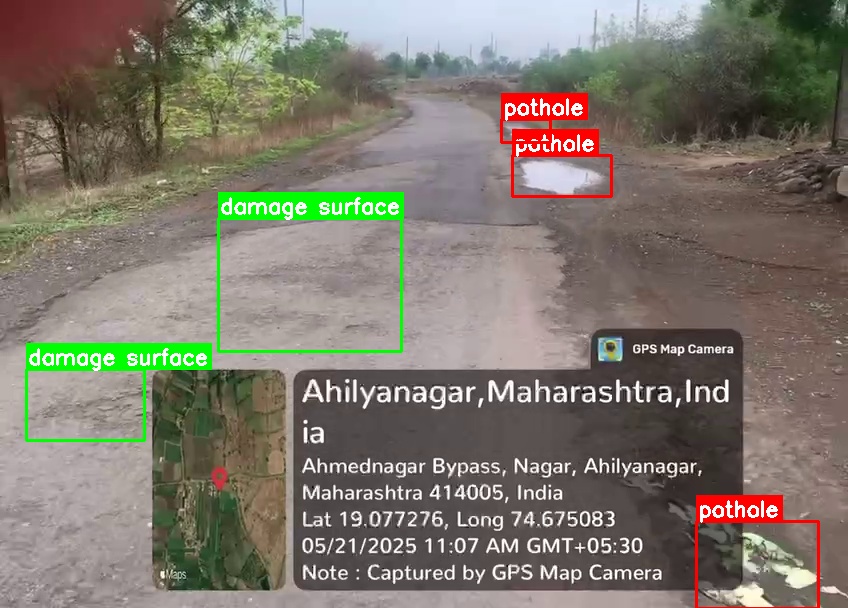 pothole
pothole
damage surface
damage surface
GPS Map Camera
Ahilyanagar,Maharashtra,Ind
ia
Ahmednagar Bypass, Nagar, Ahilyanagar,
Maharashtra 414005, India
Lat 19.077276, Long 74.675083
05/21/2025 11:07 AM GMT+05:30
Note : Captured by GPS Map Camera
Maps
pothole